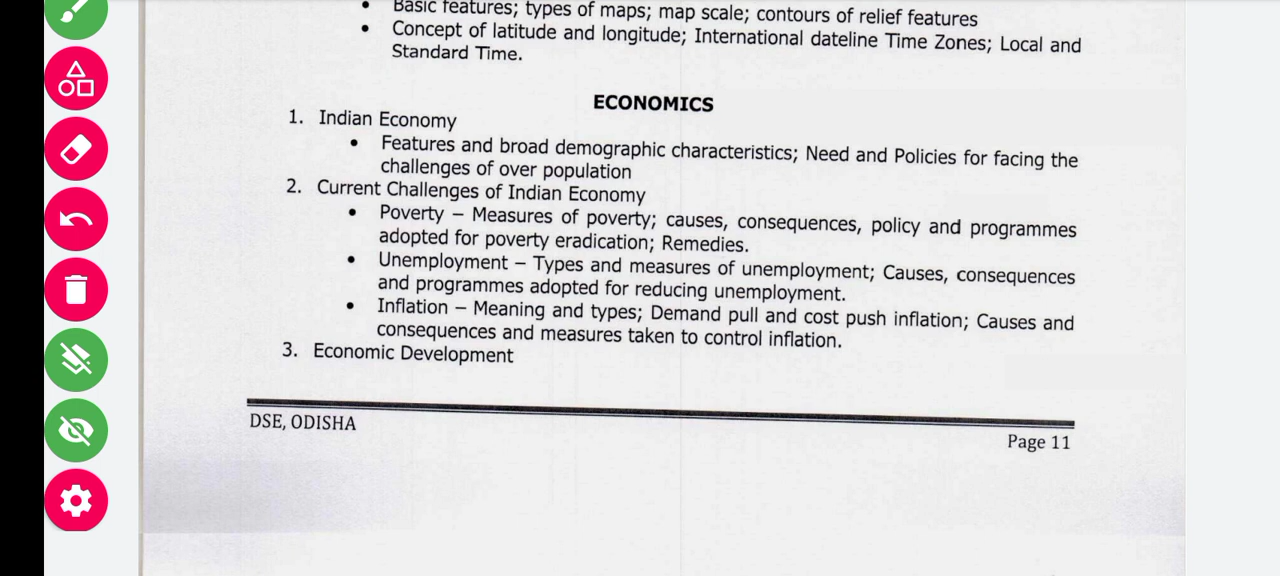 • Basic features; types of maps; map scale; contours of relief features
• Concept of latitude and longitude; International dateline Time Zones; Local and
Standard Time.
ECONOMICS
1. Indian Economy
• Features and broad demographic characteristics; Need and Policies for facing the
challenges of over population
2. Current Challenges of Indian Economy
• Poverty – Measures of poverty; causes, consequences, policy and programmes
adopted for poverty eradication; Remedies.
• Unemployment – Types and measures of unemployment; Causes, consequences
and programmes adopted for reducing unemployment.
• Inflation – Meaning and types; Demand pull and cost push inflation; Causes and
consequences and measures taken to control inflation.
3. Economic Development
DSE, ODISHA
Page 11